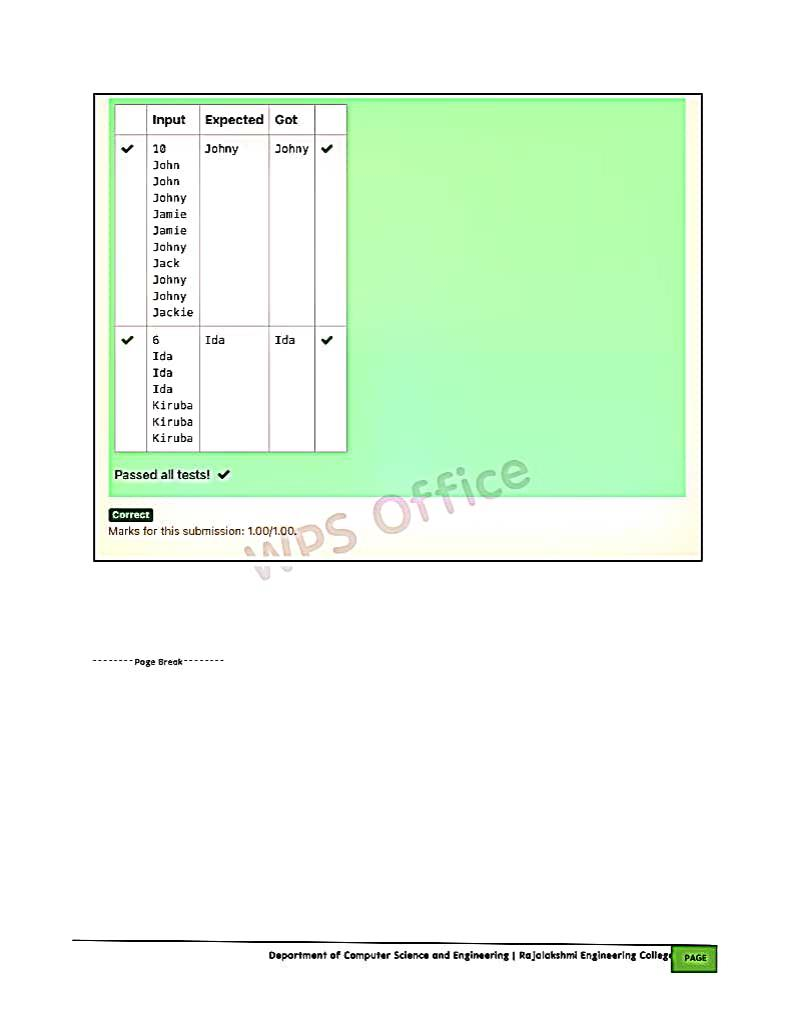 Input Expected Got
10 Johny Johny
John
John
Johny
Jamie
Jamie
Johny
Jack
Johny
Johny
Jackie
6 Ida Ida
Ida
Ida
Ida
Kiruba
Kiruba
Kiruba
Passed all tests!
Correct
Marks for this submission: 1.00/1.00.
WPS Office
--------Page Break--------
Department of Computer Science and Engineering | Rajalakshmi Engineering College
PAGE